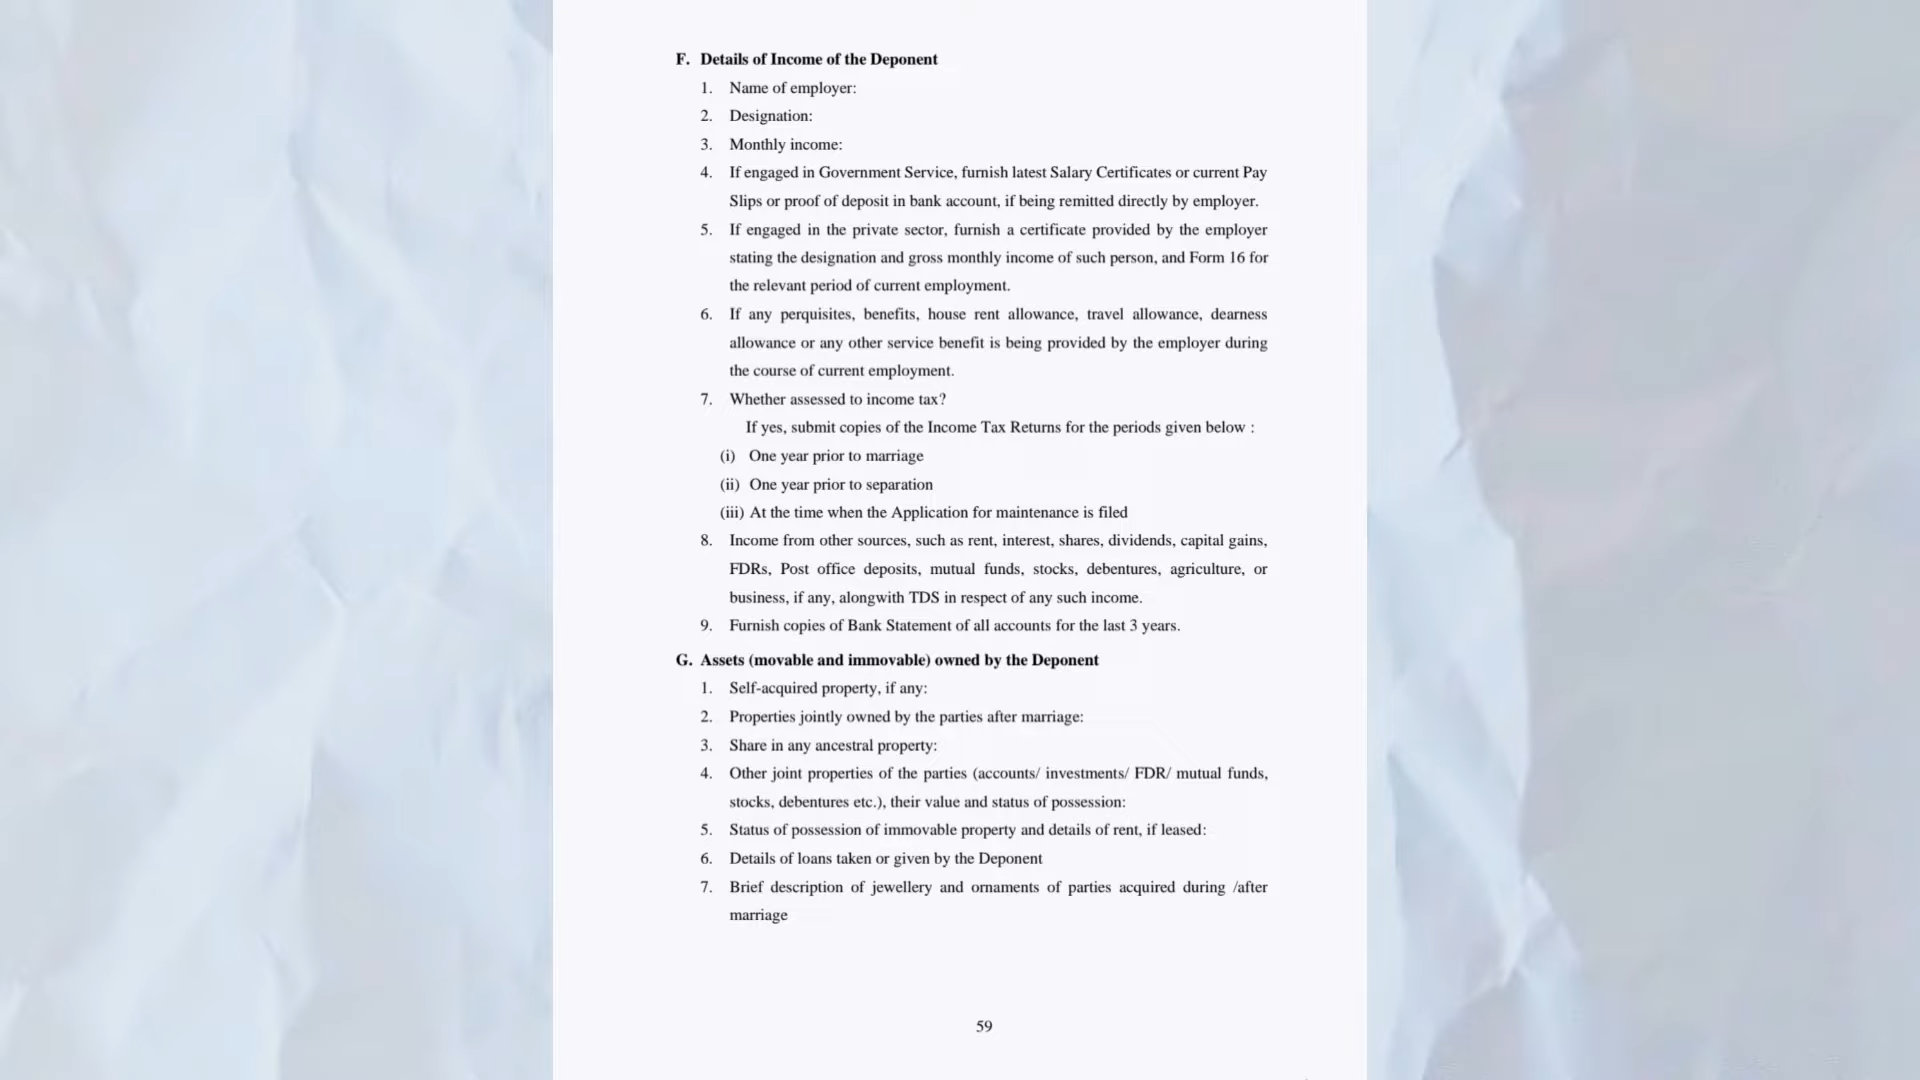 F. Details of Income of the Deponent
1. Name of employer:
2. Designation:
3. Monthly income:
4. If engaged in Government Service, furnish latest Salary Certificates or current Pay
Slips or proof of deposit in bank account, if being remitted directly by employer.
5. If engaged in the private sector, furnish a certificate provided by the employer
stating the designation and gross monthly income of such person, and Form 16 for
the relevant period of current employment.
6. If any perquisites, benefits, house rent allowance, travel allowance, dearness
allowance or any other service benefit is being provided by the employer during
the course of current employment.
7. Whether assessed to income tax?
If yes, submit copies of the Income Tax Returns for the periods given below :
(i) One year prior to marriage
(ii) One year prior to separation
(iii) At the time when the Application for maintenance is filed
8. Income from other sources, such as rent, interest, shares, dividends, capital gains,
FDRs, Post office deposits, mutual funds, stocks, debentures, agriculture, or
business, if any, alongwith TDS in respect of any such income.
9. Furnish copies of Bank Statement of all accounts for the last 3 years.
G. Assets (movable and immovable) owned by the Deponent
1. Self-acquired property, if any:
2. Properties jointly owned by the parties after marriage:
3. Share in any ancestral property:
4. Other joint properties of the parties (accounts/ investments/ FDR/ mutual funds,
stocks, debentures etc.), their value and status of possession:
5. Status of possession of immovable property and details of rent, if leased:
6. Details of loans taken or given by the Deponent
7. Brief description of jewellery and ornaments of parties acquired during /after
marriage
59